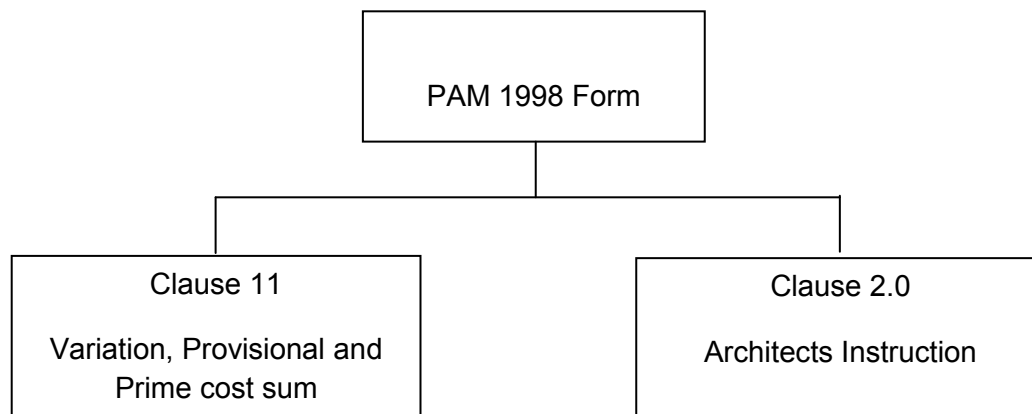 PAM 1998 Form
Clause 11
Variation, Provisional and
Prime cost sum
Clause 2.0
Architects Instruction